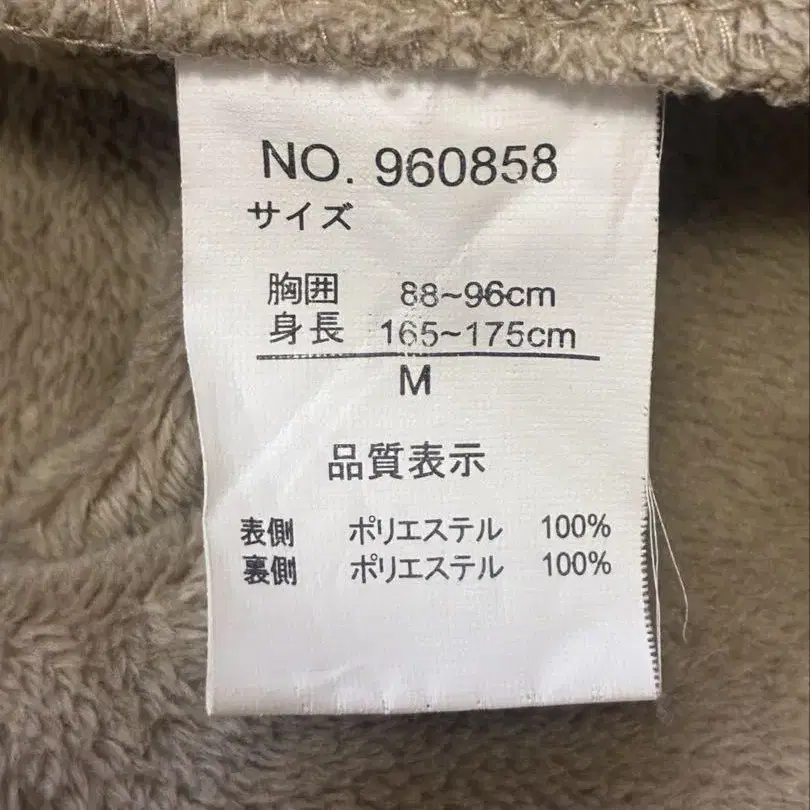 NO. 960858
サイズ
胸囲 88~96cm
身長 165~175cm
M
品質表示
表側 ポリエステル 100%
裏側 ポリエステル 100%